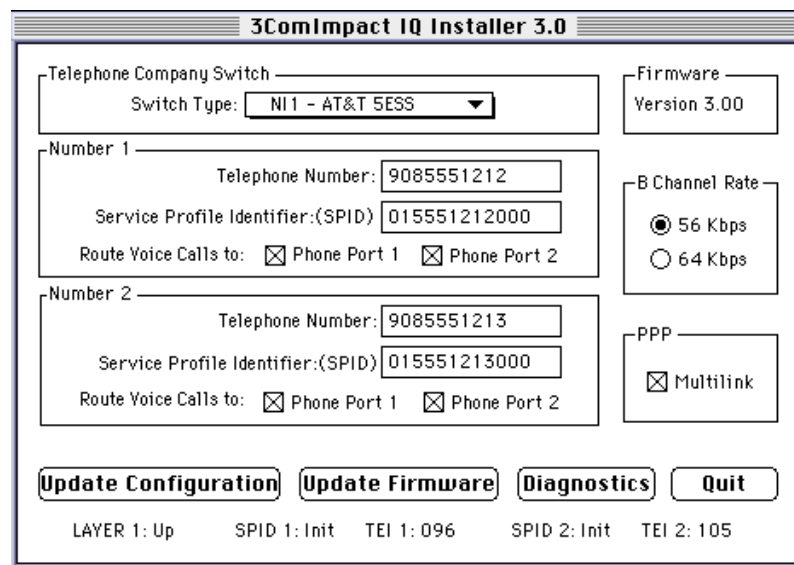 3ComImpact IQ Installer 3.0
Telephone Company Switch
Switch Type: NI1 - AT&T 5ESS
Firmware
Version 3.00
Number 1
Telephone Number: 9085551212
Service Profile Identifier:(SPID) 015551212000
Route Voice Calls to: Phone Port 1 Phone Port 2
B Channel Rate
56 Kbps
64 Kbps
Number 2
Telephone Number: 9085551213
Service Profile Identifier:(SPID) 015551213000
Route Voice Calls to: Phone Port 1 Phone Port 2
PPP
Multilink
Update Configuration Update Firmware Diagnostics Quit
LAYER 1: Up SPID 1: Init TEI 1: 096 SPID 2: Init TEI 2: 105